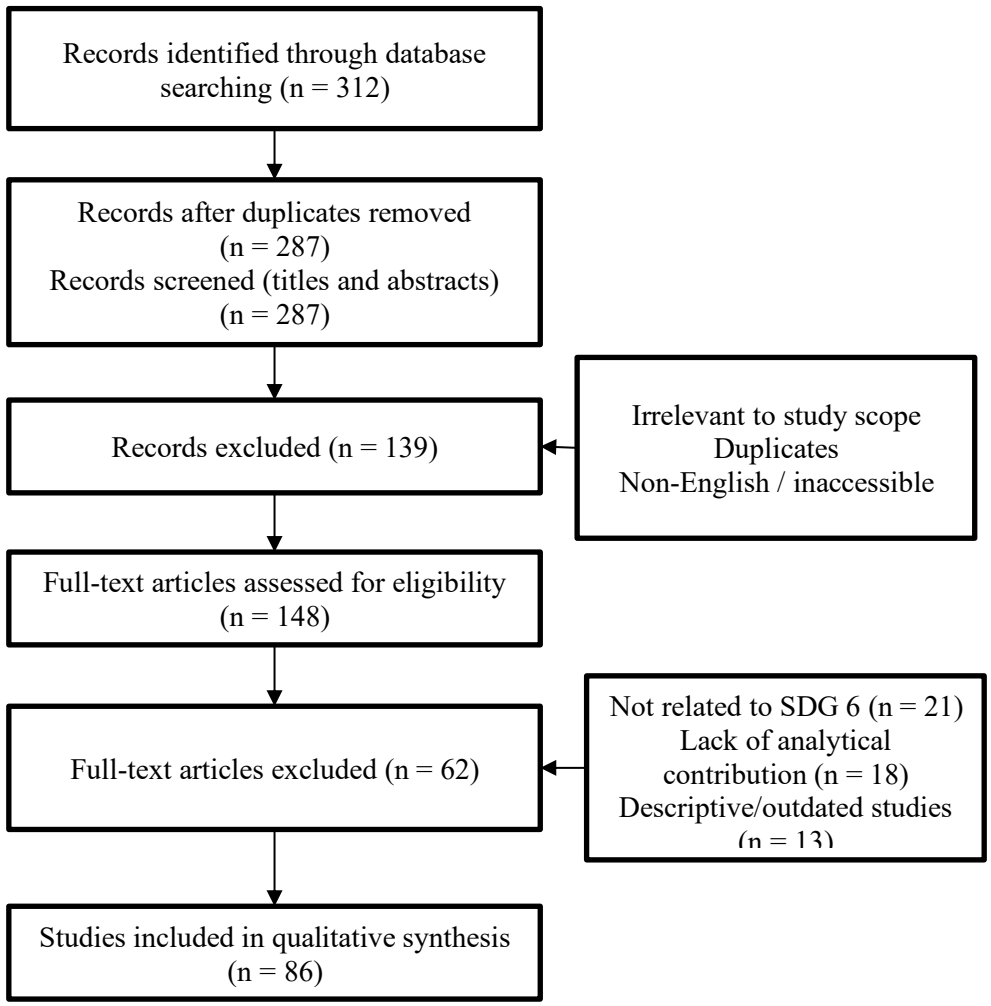 Records identified through database
searching (n = 312)
Records after duplicates removed
(n = 287)
Records screened (titles and abstracts)
(n = 287)
Records excluded (n = 139)
Irrelevant to study scope
Duplicates
Non-English / inaccessible
Full-text articles assessed for eligibility
(n = 148)
Full-text articles excluded (n = 62)
Not related to SDG 6 (n = 21)
Lack of analytical
contribution (n = 18)
Descriptive/outdated studies
(n = 13)
Studies included in qualitative synthesis
(n = 86)